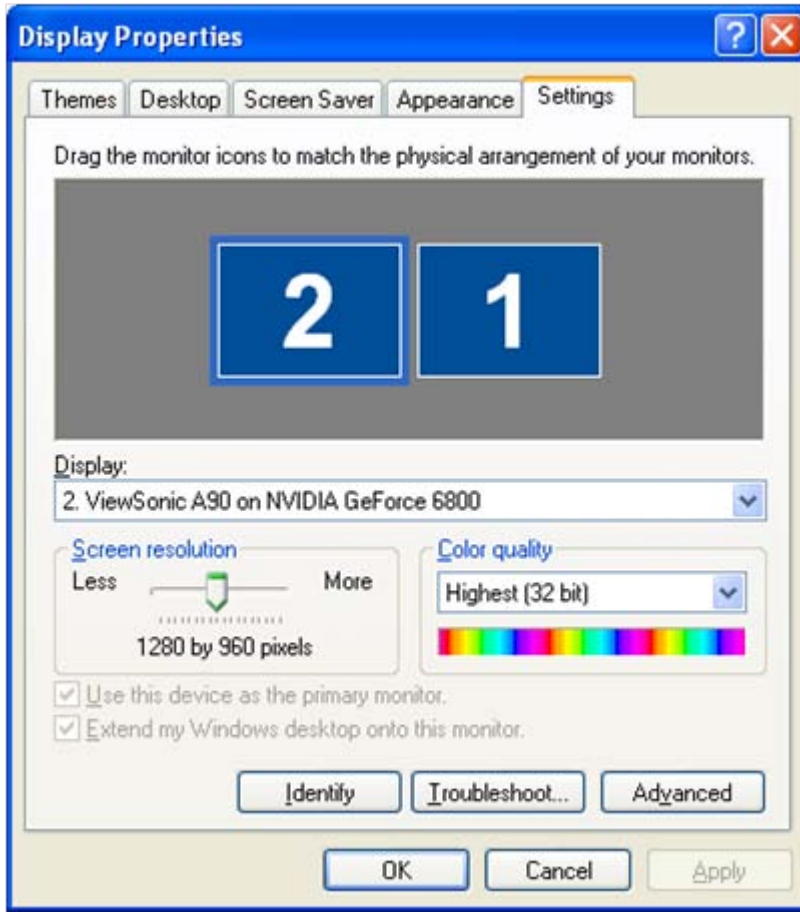 Display Properties
Themes Desktop Screen Saver Appearance Settings
Drag the monitor icons to match the physical arrangement of your monitors.
2 1
Display:
2. ViewSonic A90 on NVIDIA GeForce 6800
Screen resolution Color quality
Less More Highest (32 bit)
1280 by 960 pixels
Use this device as the primary monitor.
Extend my Windows desktop onto this monitor.
Identify Troubleshoot... Advanced
OK Cancel Apply